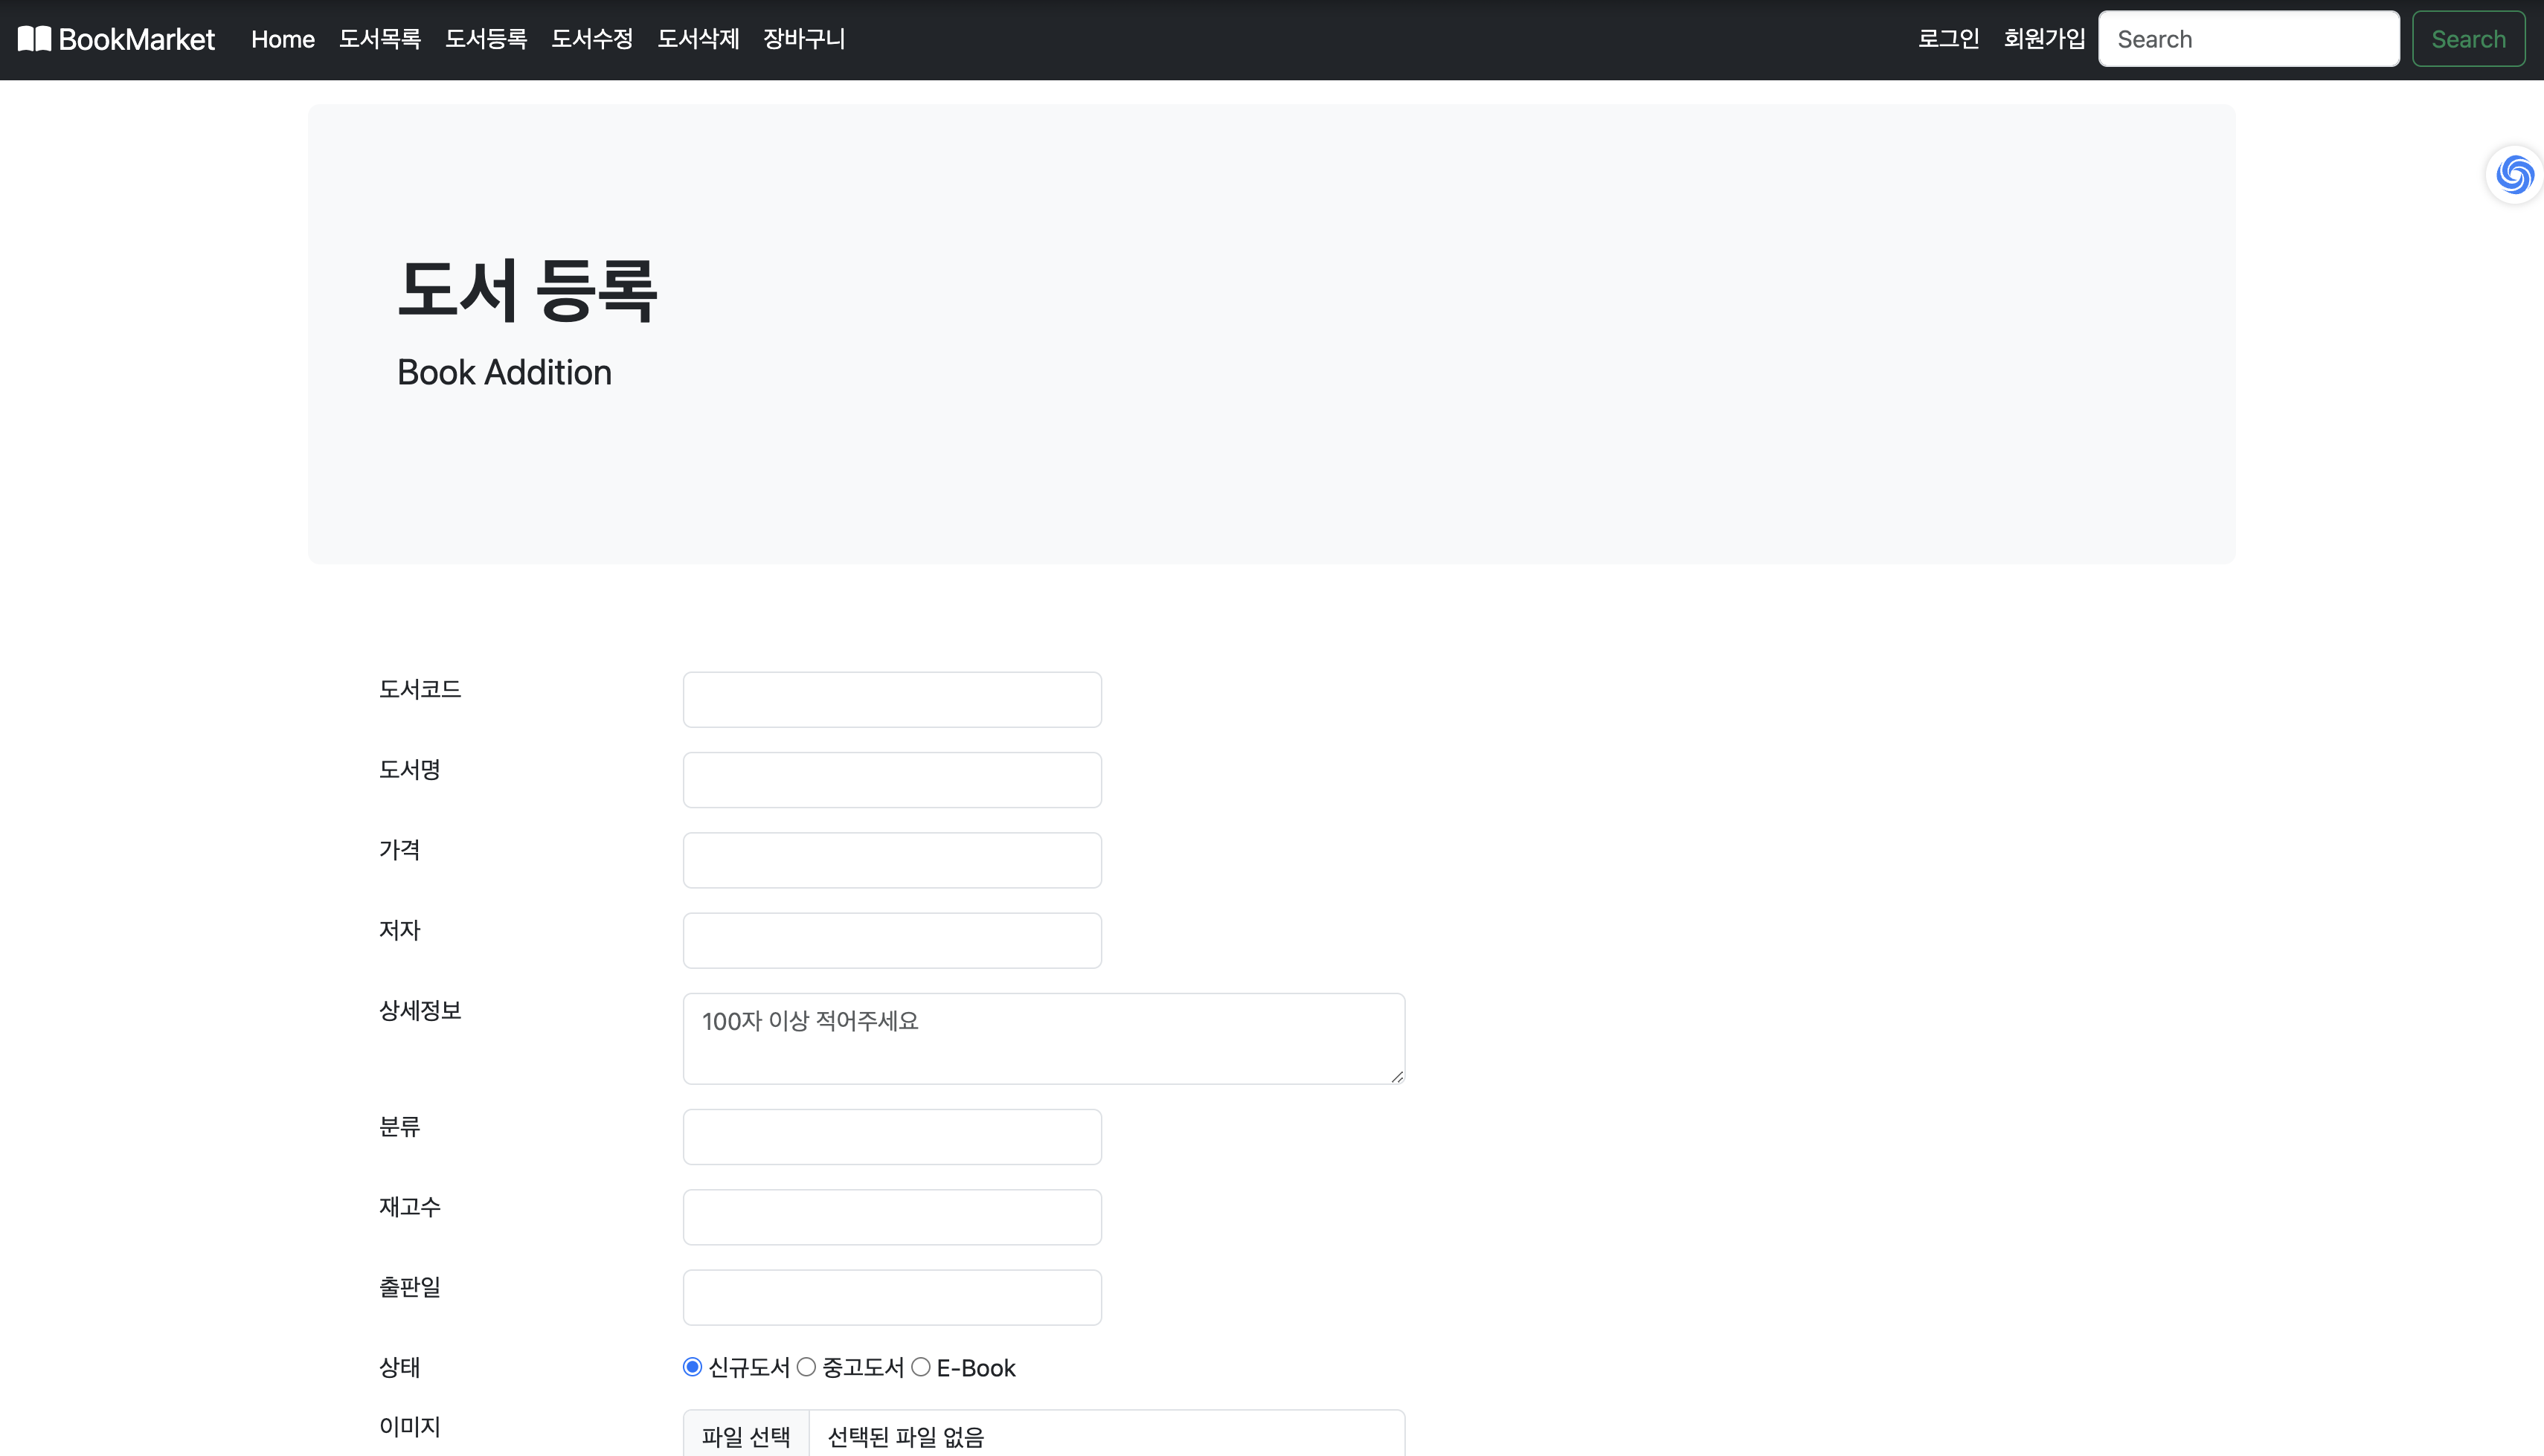 BookMarket Home 도서목록 도서등록 도서수정 도서삭제 장바구니 로그인 회원가입 Search Search
도서 등록
Book Addition
도서코드
도서명
가격
저자
상세정보 100자 이상 적어주세요
분류
재고수
출판일
상태 신규도서 중고도서 E-Book
이미지 파일 선택 선택된 파일 없음